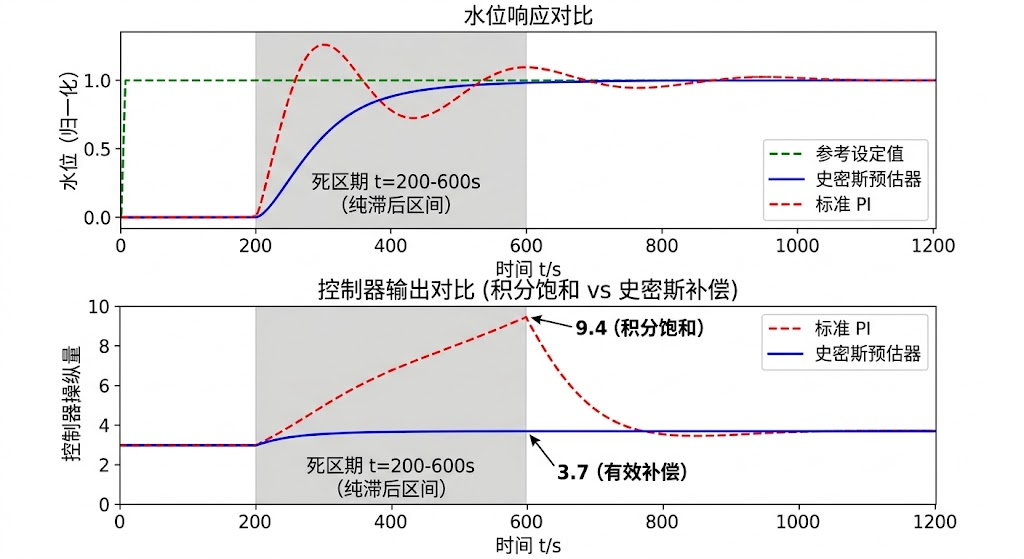 水位响应对比
水位（归一化）
1.0
0.5
0.0
死区期 t=200-600s
（纯滞后区间）
参考设定值
史密斯预估器
标准 PI
0 200 400 600 800 1000 1200
时间 t/s
控制器输出对比 (积分饱和 vs 史密斯补偿)
控制器操纵量
10
8
6
4
2
0
9.4 (积分饱和)
标准 PI
史密斯预估器
3.7 (有效补偿)
死区期 t=200-600s
（纯滞后区间）
0 200 400 600 800 1000 1200
时间 t/s